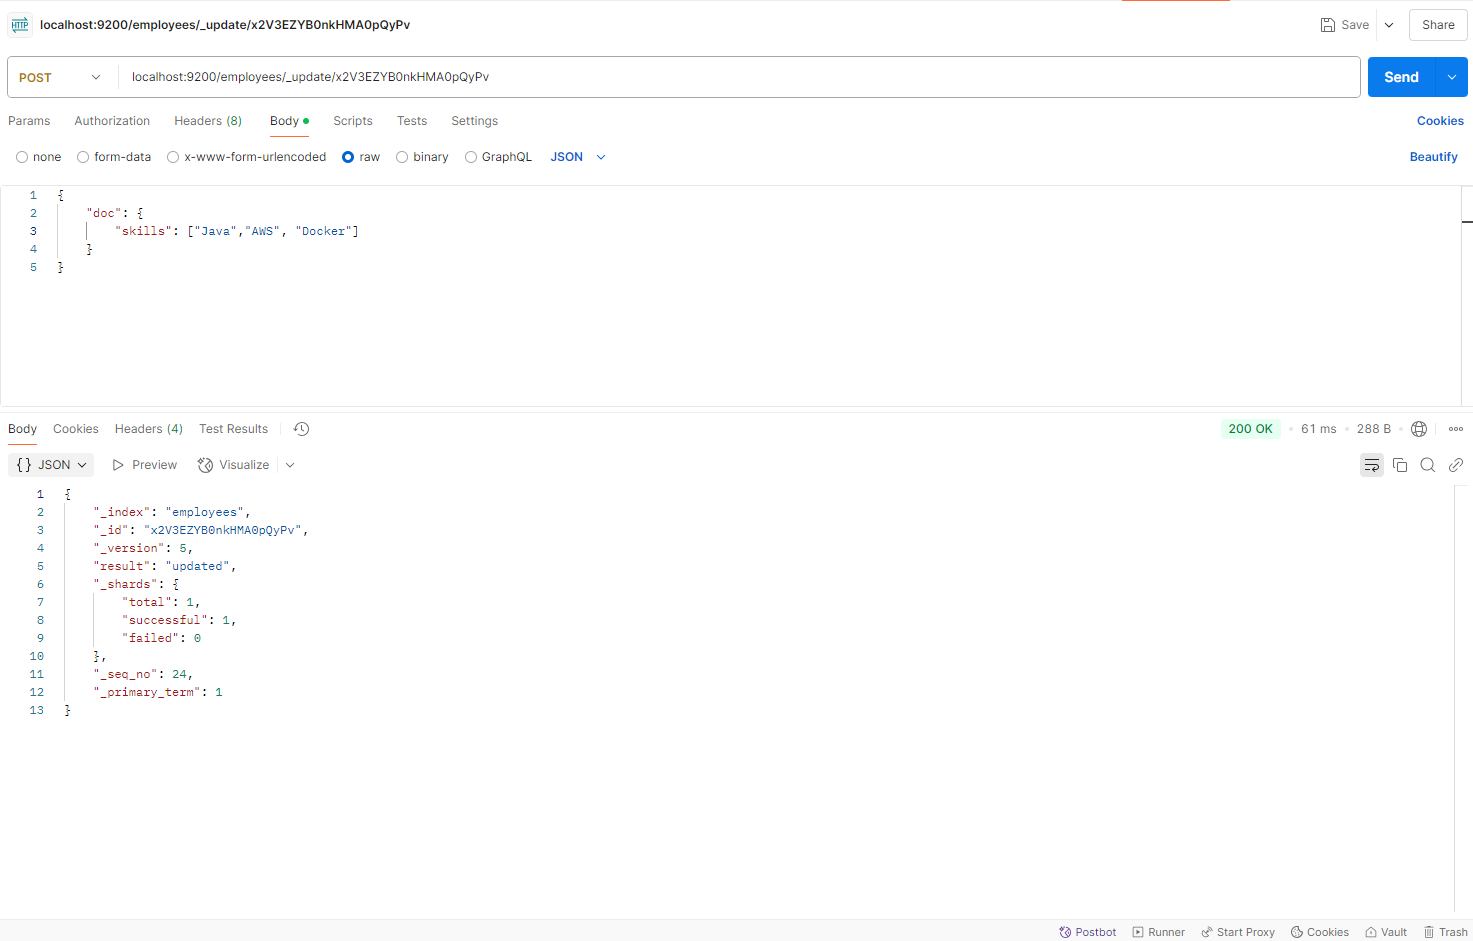 HTTP localhost:9200/employees/_update/x2V3EZYB0nkHMA0pQyPv Save Share
POST localhost:9200/employees/_update/x2V3EZYB0nkHMA0pQyPv Send
Params Authorization Headers (8) Body Scripts Tests Settings Cookies
none form-data x-www-form-urlencoded raw binary GraphQL JSON Beautify
1 {
2 "doc": {
3 "skills": ["Java","AWS", "Docker"]
4 }
5 }
Body Cookies Headers (4) Test Results 200 OK • 61 ms • 288 B •
{} JSON Preview Visualize
1 {
2 "_index": "employees",
3 "_id": "x2V3EZYB0nkHMA0pQyPv",
4 "_version": 5,
5 "result": "updated",
6 "_shards": {
7 "total": 1,
8 "successful": 1,
9 "failed": 0
10 },
11 "_seq_no": 24,
12 "_primary_term": 1
13 }
Postbot Runner Start Proxy Cookies Vault Trash